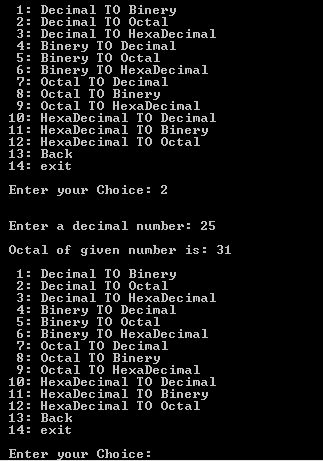 1: Decimal TO Binery
2: Decimal TO Octal
3: Decimal TO HexaDecimal
4: Binery TO Decimal
5: Binery TO Octal
6: Binery TO HexaDecimal
7: Octal TO Decimal
8: Octal TO Binery
9: Octal TO HexaDecimal
10: HexaDecimal TO Decimal
11: HexaDecimal TO Binery
12: HexaDecimal TO Octal
13: Back
14: exit
Enter your Choice: 2
Enter a decimal number: 25
Octal of given number is: 31
1: Decimal TO Binery
2: Decimal TO Octal
3: Decimal TO HexaDecimal
4: Binery TO Decimal
5: Binery TO Octal
6: Binery TO HexaDecimal
7: Octal TO Decimal
8: Octal TO Binery
9: Octal TO HexaDecimal
10: HexaDecimal TO Decimal
11: HexaDecimal TO Binery
12: HexaDecimal TO Octal
13: Back
14: exit
Enter your Choice: